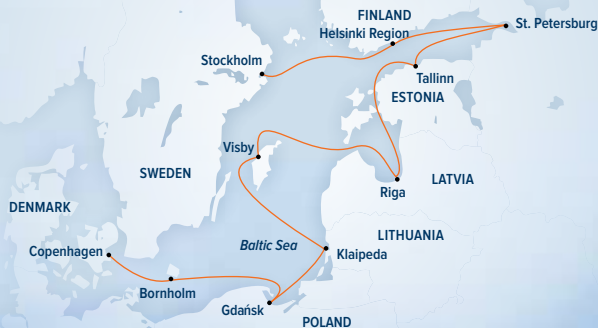 FINLAND
Helsinki Region
St. Petersburg
Stockholm
Tallinn
ESTONIA
Visby
SWEDEN
Riga
LATVIA
DENMARK
LITHUANIA
Copenhagen
Baltic Sea
Klaipeda
Bornholm
Gdańsk
POLAND